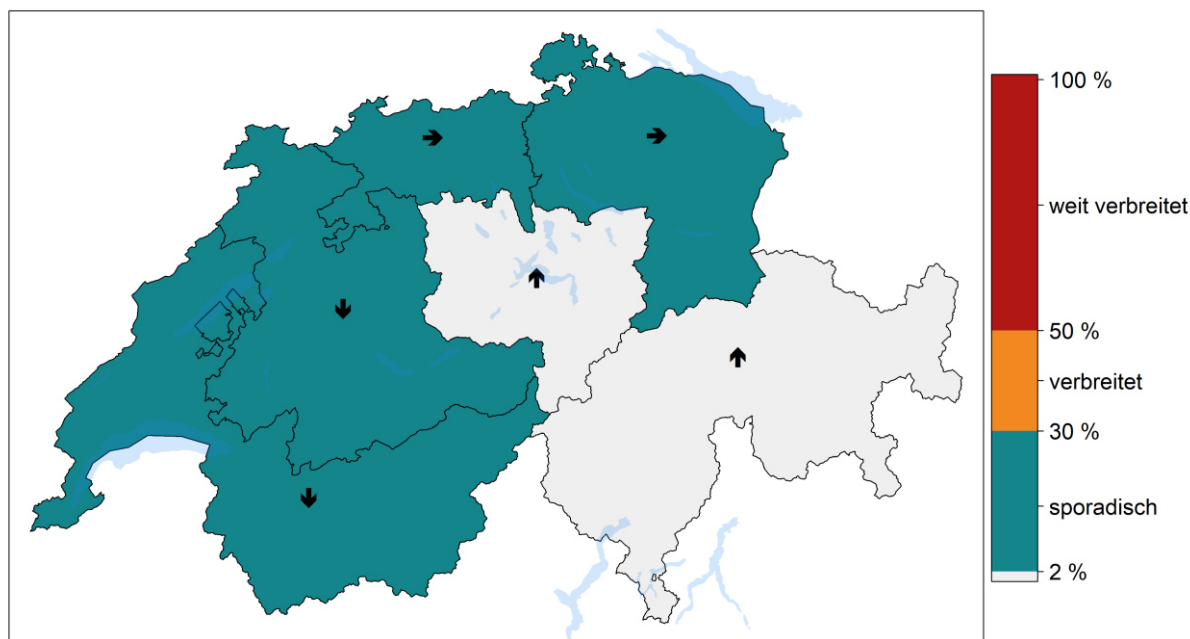 100 %
weit verbreitet
50 %
verbreitet
30 %
sporadisch
2 %